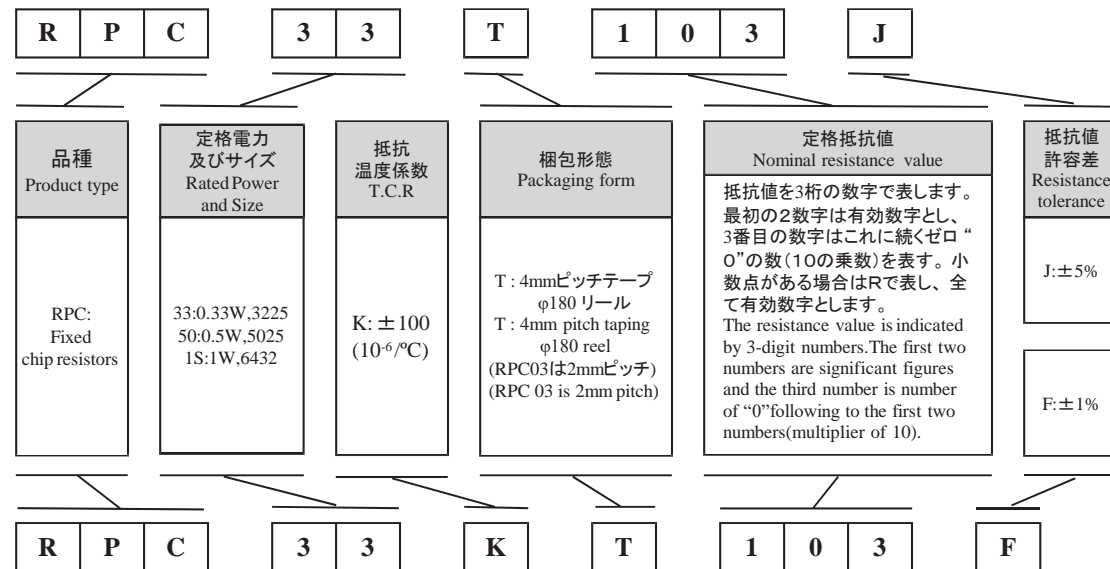 R P C 3 3 T 1 0 3 J
品種
Product type
定格電力
及びサイズ
Rated Power
and Size
抵抗
温度係数
T.C.R
梱包形態
Packaging form
定格抵抗値
Nominal resistance value
抵抗値
許容差
Resistance
tolerance
RPC:
Fixed
chip resistors
33:0.33W,3225
50:0.5W,5025
1S:1W,6432
K:±100
(10-6/ºC)
T : 4mmピッチテープ
φ180 リール
T : 4mm pitch taping
φ180 reel
(RPC03は2mmピッチ)
(RPC 03 is 2mm pitch)
抵抗値を3桁の数字で表します。
最初の2数字は有効数字とし、
3番目の数字はこれに続くゼロ “
0”の数(10の乗数)を表す。小
数点がある場合はRで表し、全
て有効数字とします。
The resistance value is indicated
by 3-digit numbers.The first two
numbers are significant figures
and the third number is number
of “0”following to the first two
numbers(multiplier of 10).
J:±5%
F:±1%
R P C 3 3 K T 1 0 3 F